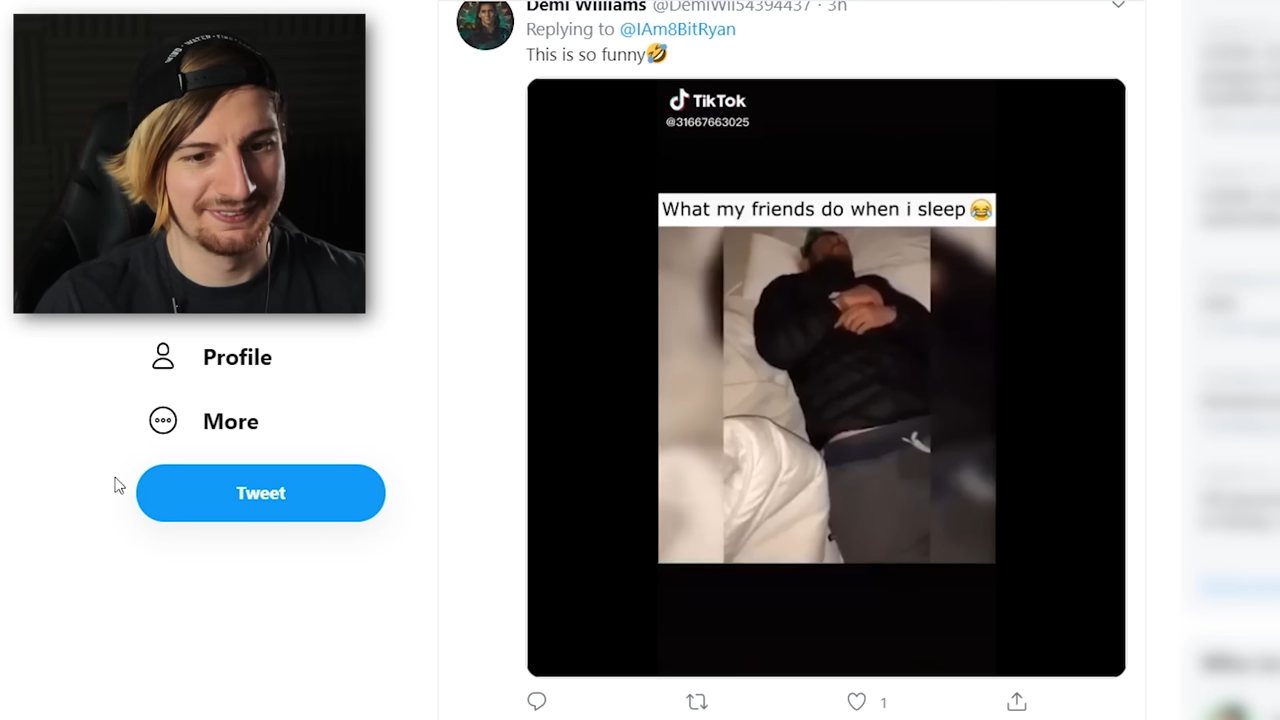 Demi Williams @DemiWil54394437 · 3h
Replying to @IAm8BitRyan
This is so funny🤣
TikTok
@31667663025
What my friends do when i sleep 😂
Profile
More
Tweet
1